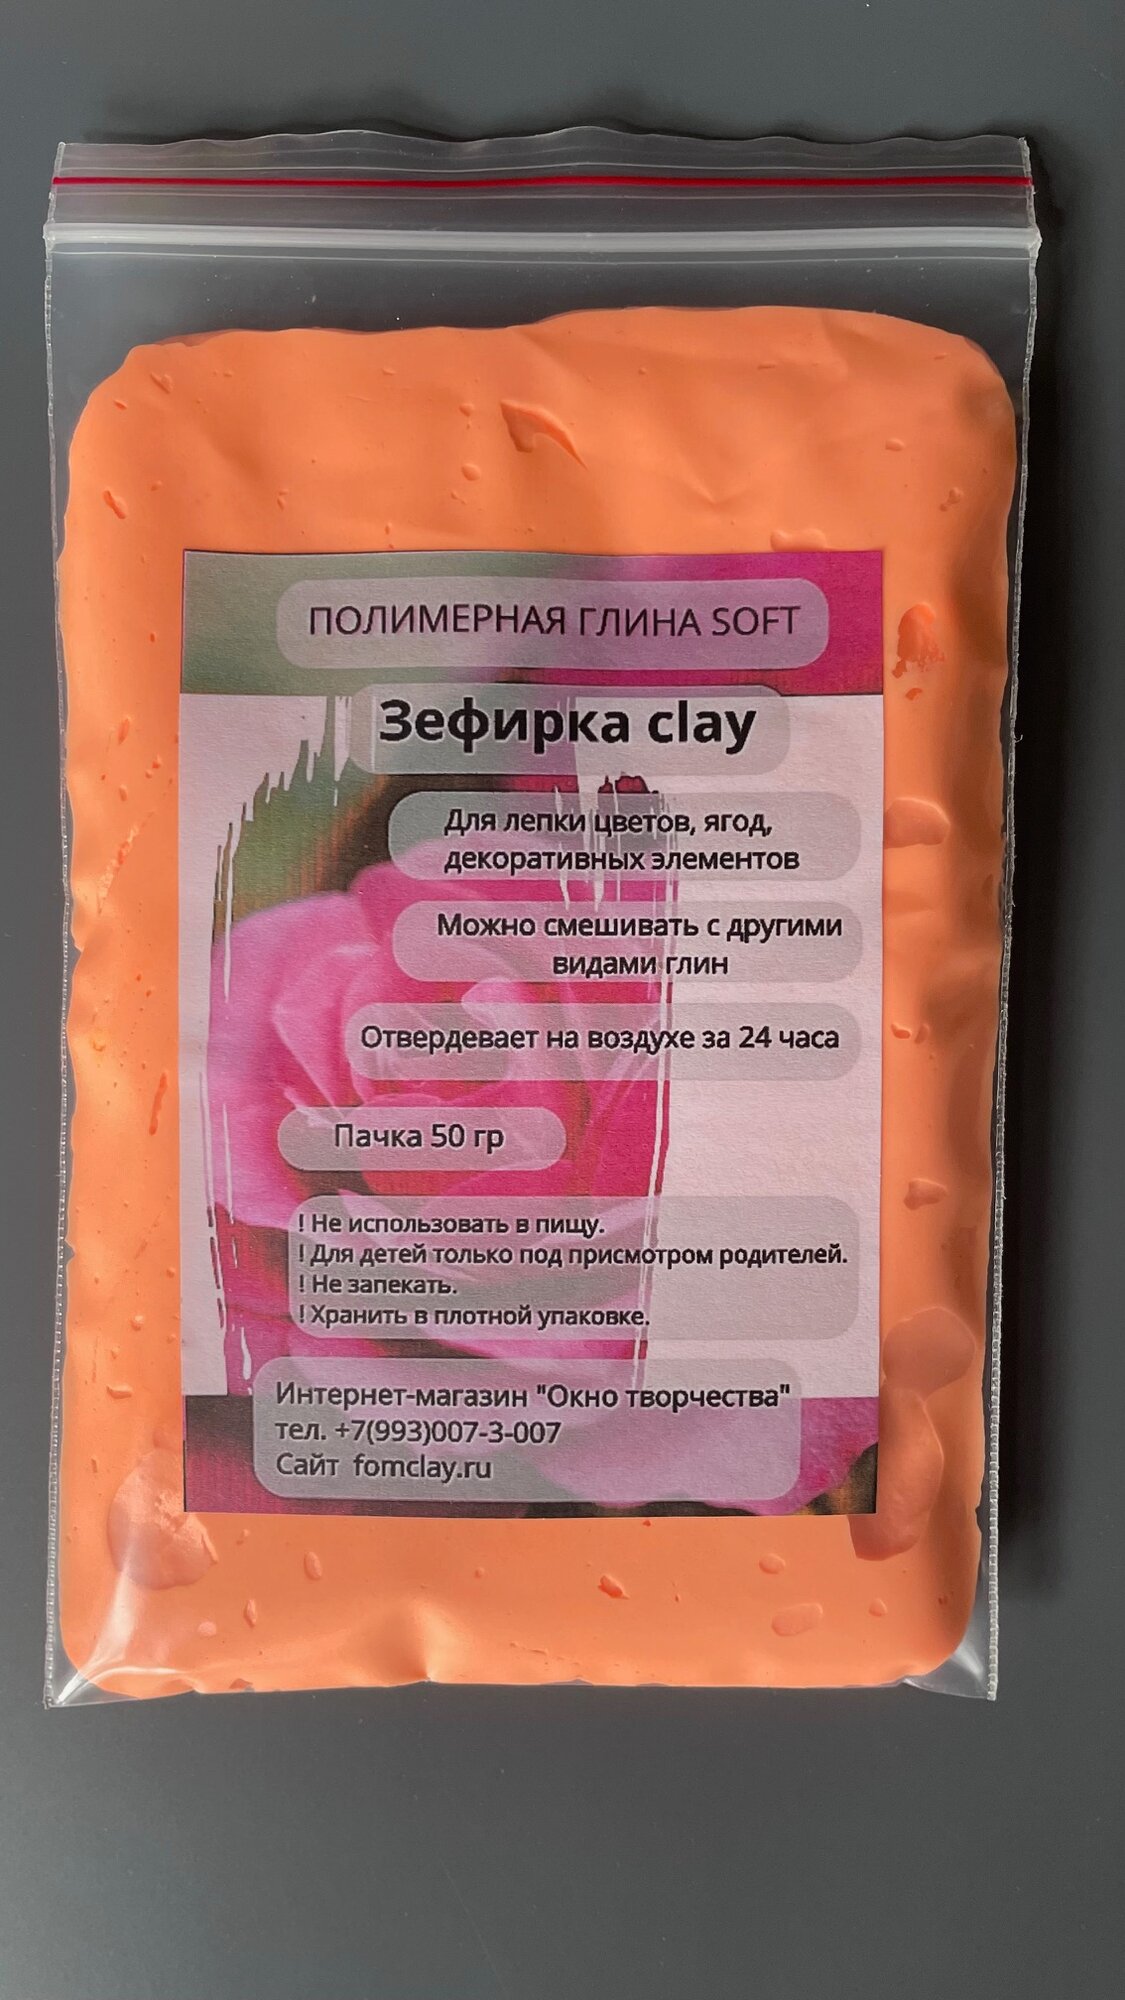 ПОЛИМЕРНАЯ ГЛИНА SOFT
Зефирка clay
Для лепки цветов, ягод,
декоративных элементов
Можно смешивать с другими
видами глин
Отвердевает на воздухе за 24 часа
Пачка 50 гр
! Не использовать в пищу.
! Для детей только под присмотром родителей.
! Не запекать.
! Хранить в плотной упаковке.
Интернет-магазин "Окно творчества"
тел. +7(993)007-3-007
Сайт fomclay.ru